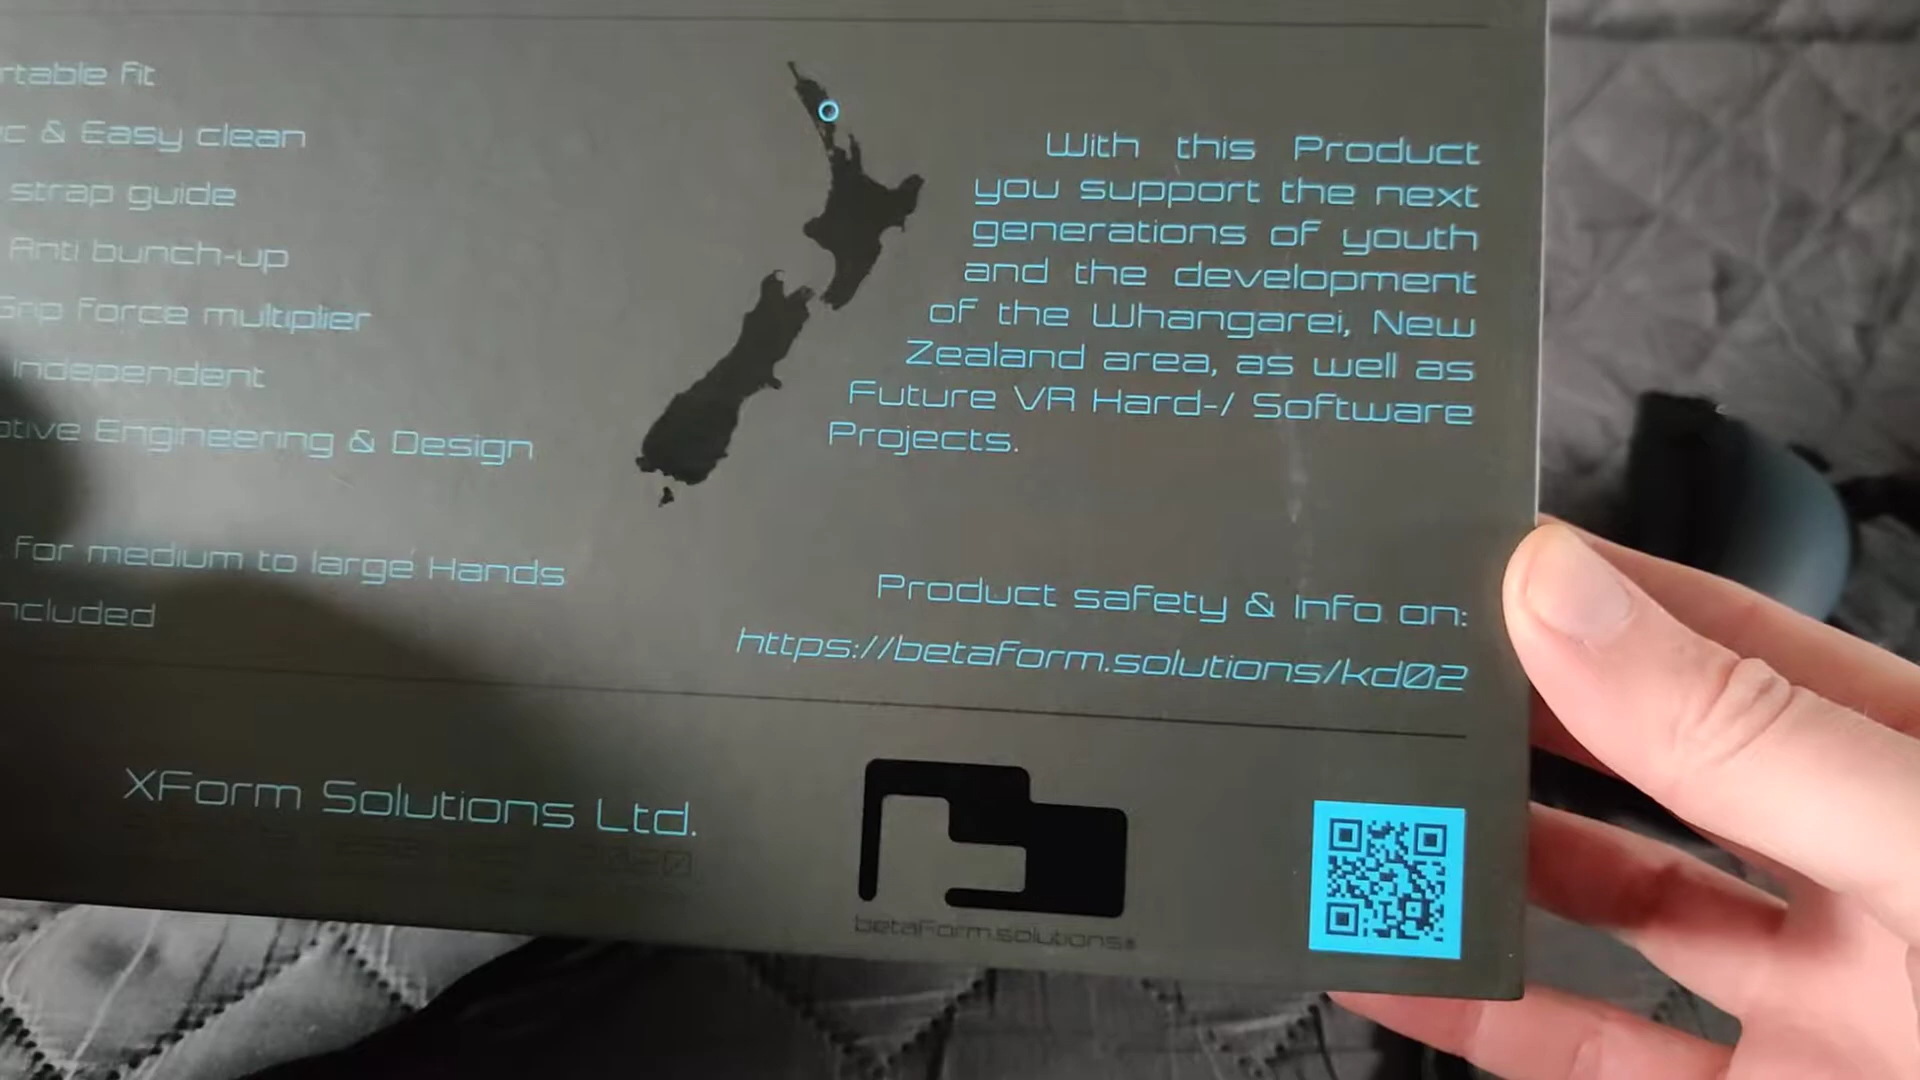 rtable fit
c & Easy clean
strap guide
Anti bunch-up
Grip force multiplier
independent
ptive Engineering & Design
for medium to large Hands
included
With this Product
you support the next
generations of youth
and the development
of the Whangarei, New
Zealand area, as well as
Future VR Hard-/ Software
Projects.
Product safety & Info on:
https://betaform.solutions/kd02
XForm Solutions Ltd.
betaform.solutions®